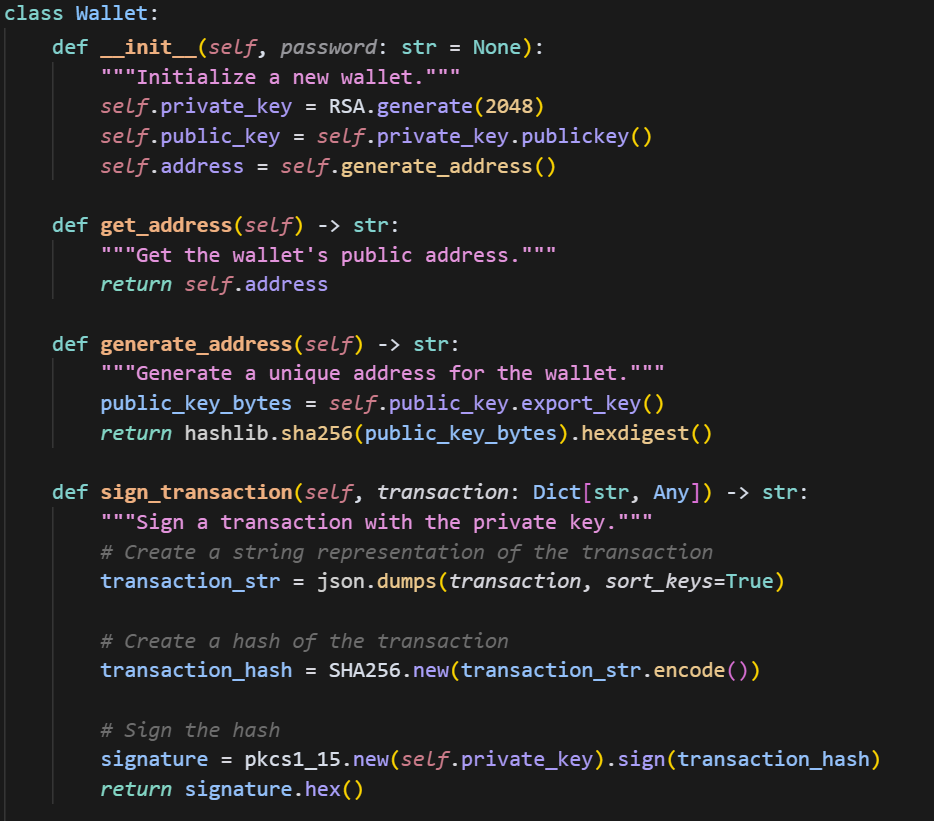 class Wallet:
    def __init__(self, password: str = None):
        """Initialize a new wallet."""
        self.private_key = RSA.generate(2048)
        self.public_key = self.private_key.publickey()
        self.address = self.generate_address()

    def get_address(self) -> str:
        """Get the wallet's public address."""
        return self.address

    def generate_address(self) -> str:
        """Generate a unique address for the wallet."""
        public_key_bytes = self.public_key.export_key()
        return hashlib.sha256(public_key_bytes).hexdigest()

    def sign_transaction(self, transaction: Dict[str, Any]) -> str:
        """Sign a transaction with the private key."""
        # Create a string representation of the transaction
        transaction_str = json.dumps(transaction, sort_keys=True)

        # Create a hash of the transaction
        transaction_hash = SHA256.new(transaction_str.encode())

        # Sign the hash
        signature = pkcs1_15.new(self.private_key).sign(transaction_hash)
        return signature.hex()